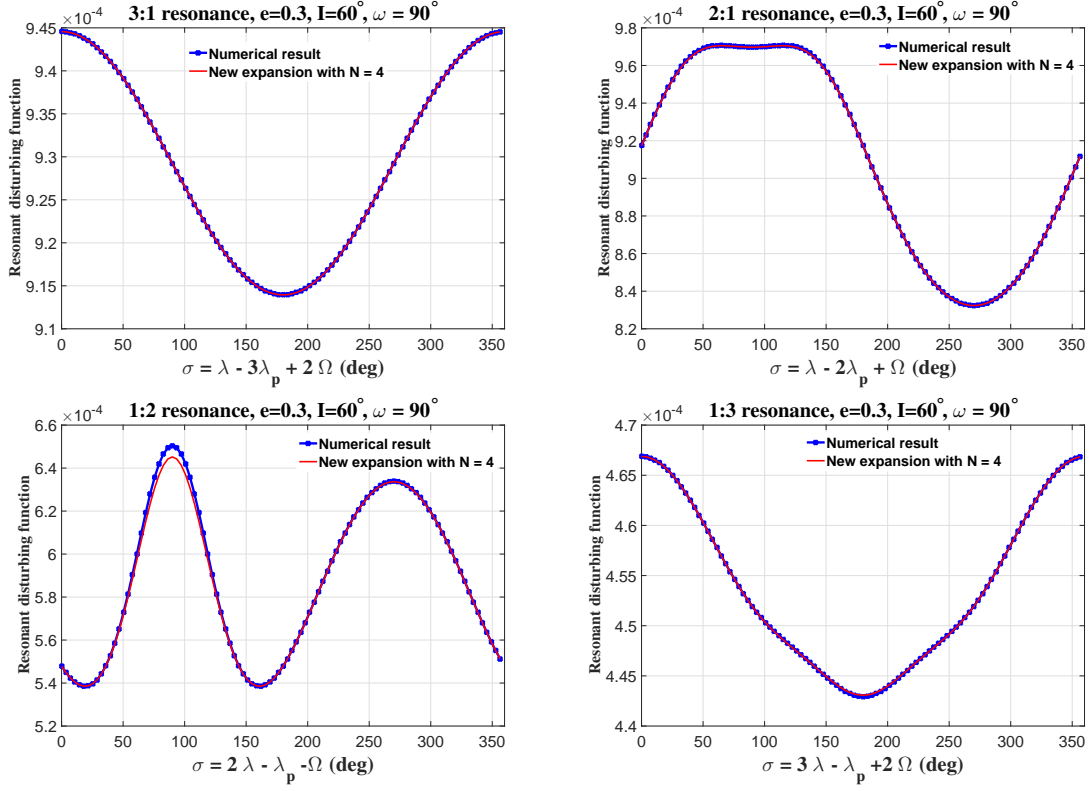 3:1 resonance, e=0.3, I=60°, ω = 90°
×10⁻⁴
9.45
9.4
9.35
9.3
9.25
9.2
9.15
9.1
Resonant disturbing function
Numerical result
New expansion with N = 4
0 50 100 150 200 250 300 350
σ = λ - 3λ_p + 2 Ω (deg)
2:1 resonance, e=0.3, I=60°, ω = 90°
×10⁻⁴
9.8
9.6
9.4
9.2
9
8.8
8.6
8.4
8.2
Resonant disturbing function
Numerical result
New expansion with N = 4
0 50 100 150 200 250 300 350
σ = λ - 2λ_p + Ω (deg)
1:2 resonance, e=0.3, I=60°, ω = 90°
×10⁻⁴
6.6
6.4
6.2
6
5.8
5.6
5.4
5.2
Resonant disturbing function
Numerical result
New expansion with N = 4
0 50 100 150 200 250 300 350
σ = 2 λ - λ_p -Ω (deg)
1:3 resonance, e=0.3, I=60°, ω = 90°
×10⁻⁴
4.7
4.65
4.6
4.55
4.5
4.45
4.4
Resonant disturbing function
Numerical result
New expansion with N = 4
0 50 100 150 200 250 300 350
σ = 3 λ - λ_p +2 Ω (deg)